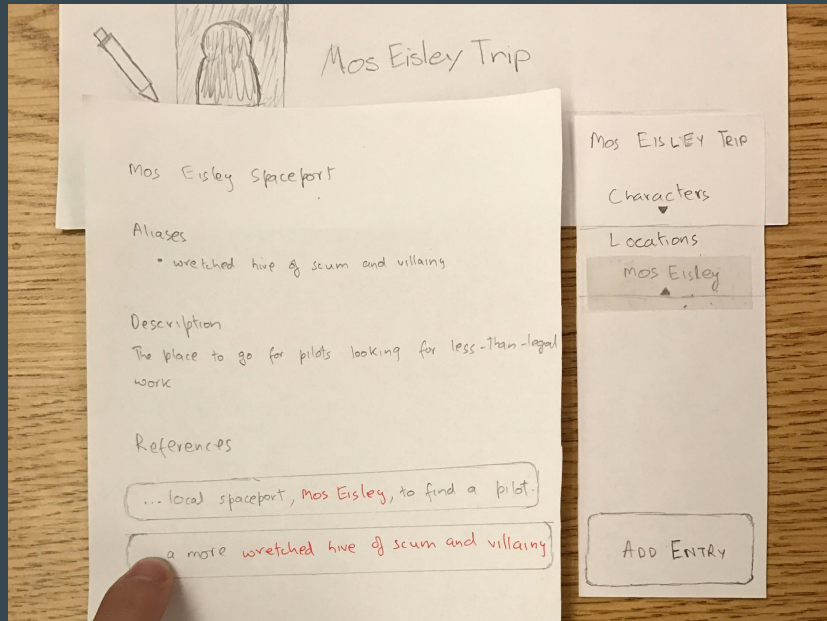 Mos Eisley Trip
Mos Eisley Spaceport
Aliases
• wretched hive of scum and villainy
Description
The place to go for pilots looking for less-than-legal
work
References
... local spaceport, Mos Eisley, to find a pilot.
a more wretched hive of scum and villainy
MOS EISLEY TRIP
Characters
Locations
Mos Eisley
ADD ENTRY